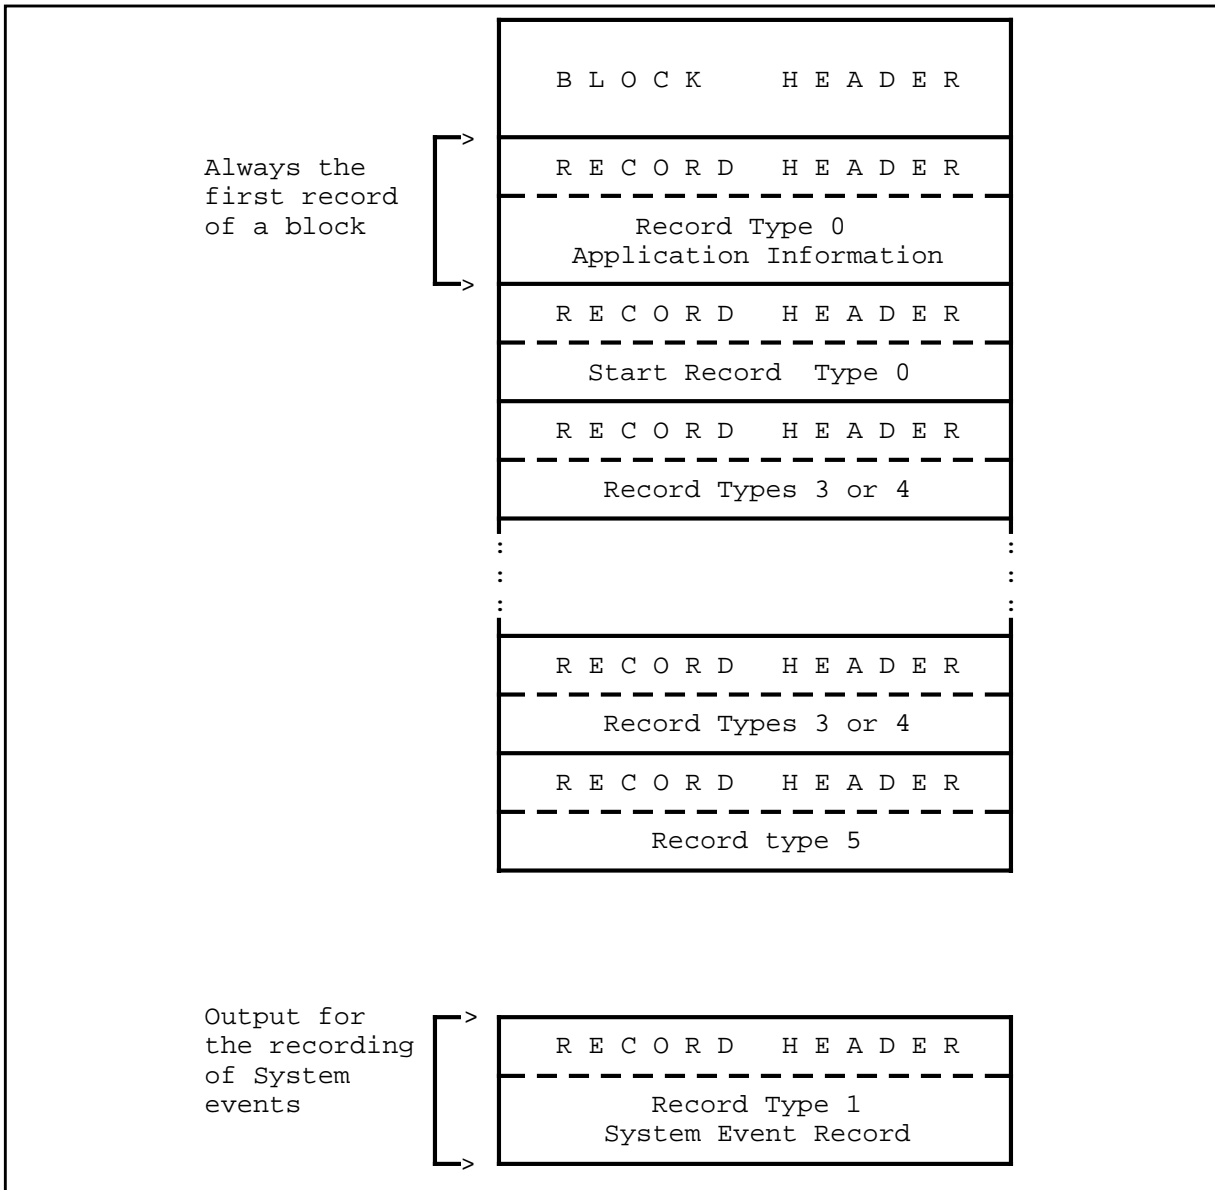 B L O C K   H E A D E R
>
Always the
first record
of a block
R E C O R D   H E A D E R
Record Type 0
Application Information
>
R E C O R D   H E A D E R
Start Record  Type 0
R E C O R D   H E A D E R
Record Types 3 or 4
: :
: :
: :
R E C O R D   H E A D E R
Record Types 3 or 4
R E C O R D   H E A D E R
Record type 5
Output for
the recording
of System
events
>
R E C O R D   H E A D E R
Record Type 1
System Event Record
>